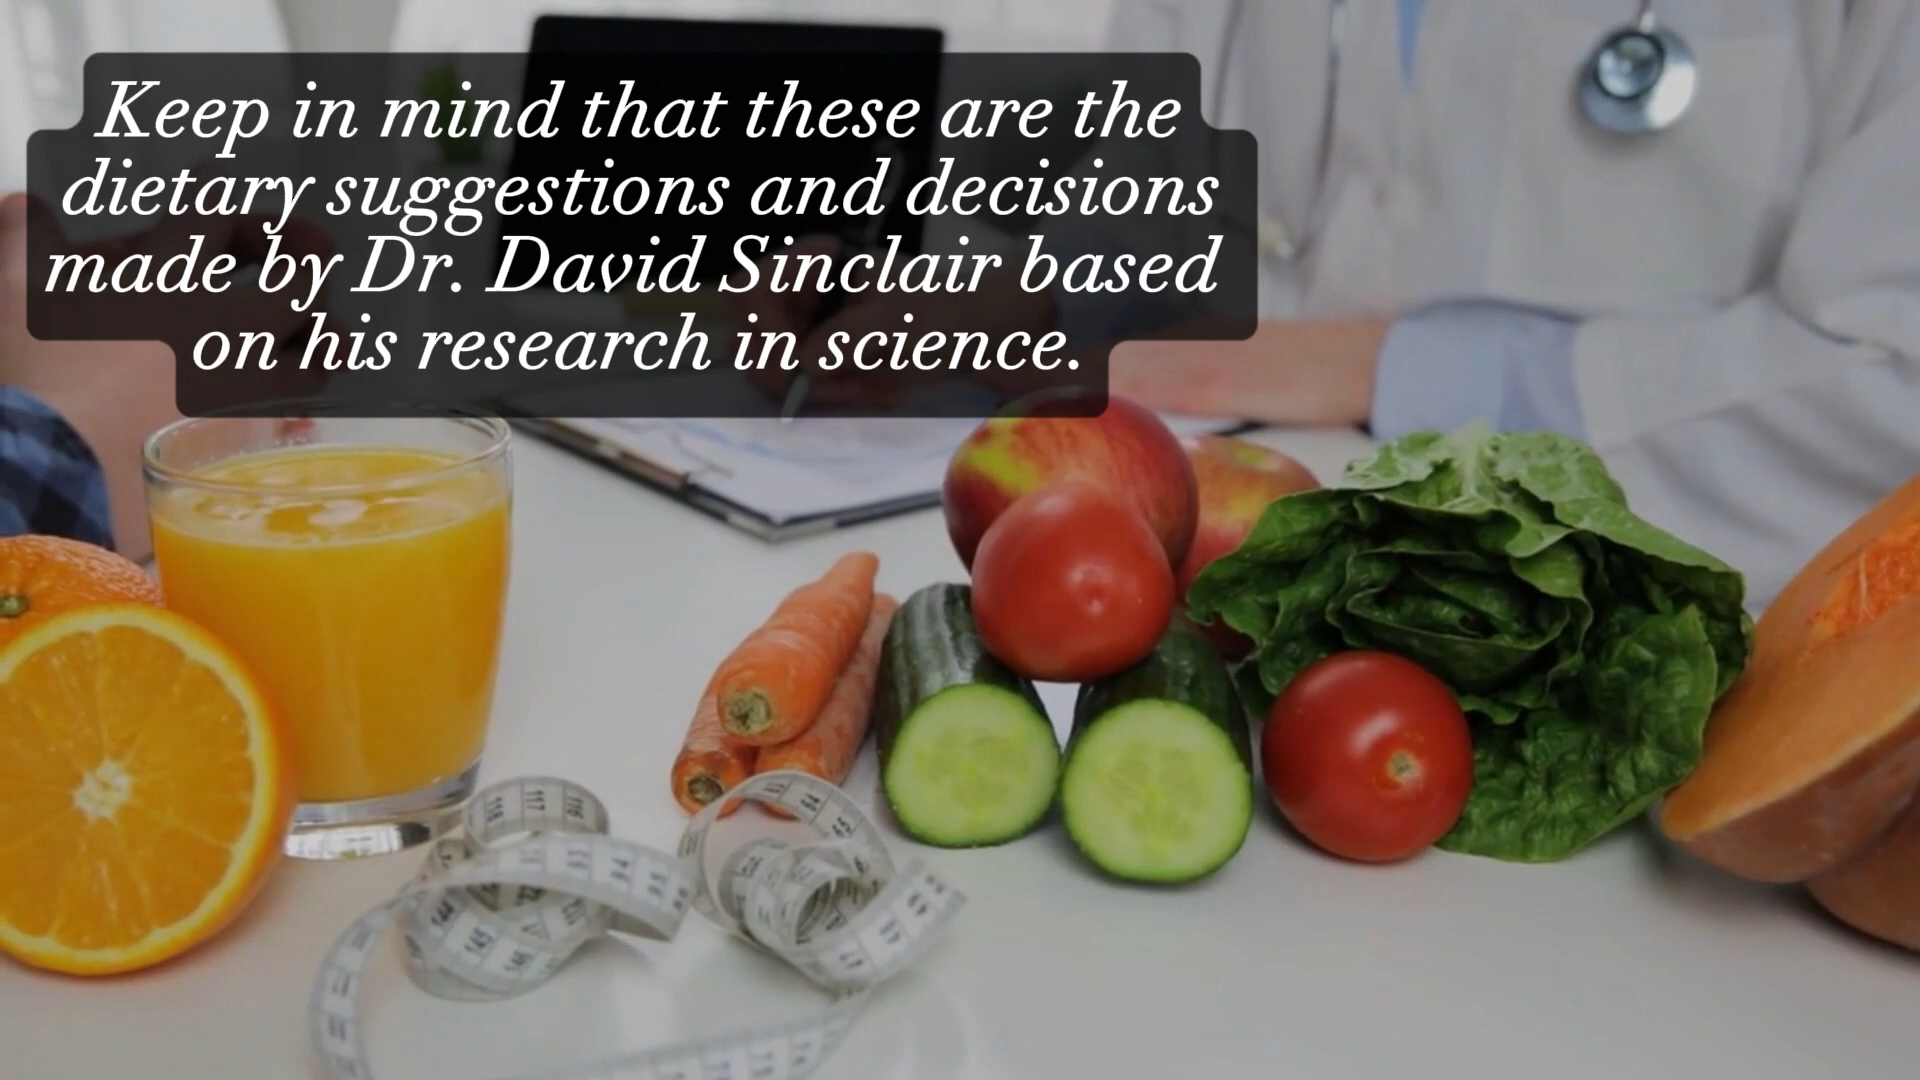 Keep in mind that these are the
dietary suggestions and decisions
made by Dr. David Sinclair based
on his research in science.